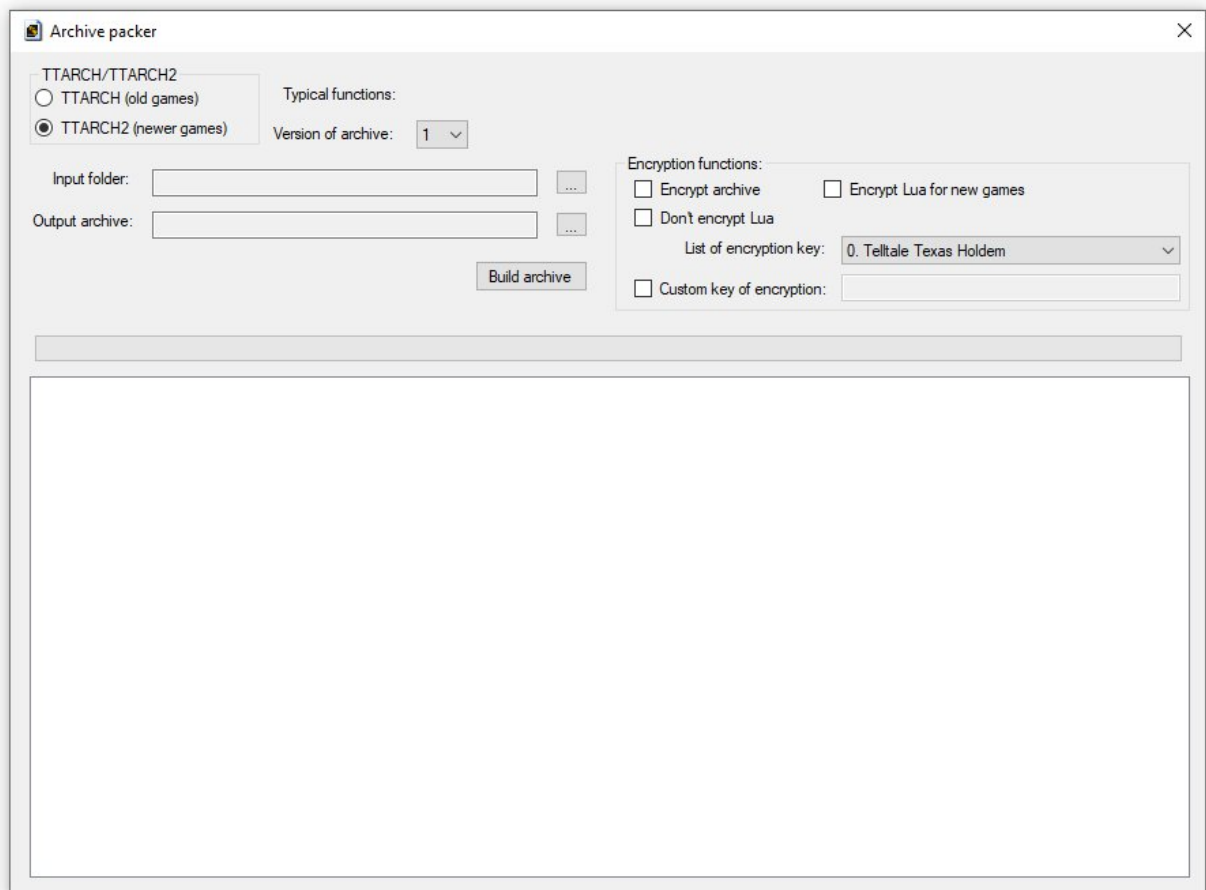 Archive packer
TTARCH/TTARCH2
TTARCH (old games)
TTARCH2 (newer games)
Typical functions:
Version of archive: 1
Input folder: ...
Output archive: ...
Build archive
Encryption functions:
Encrypt archive Encrypt Lua for new games
Don't encrypt Lua
List of encryption key: 0. Telltale Texas Holdem
Custom key of encryption: